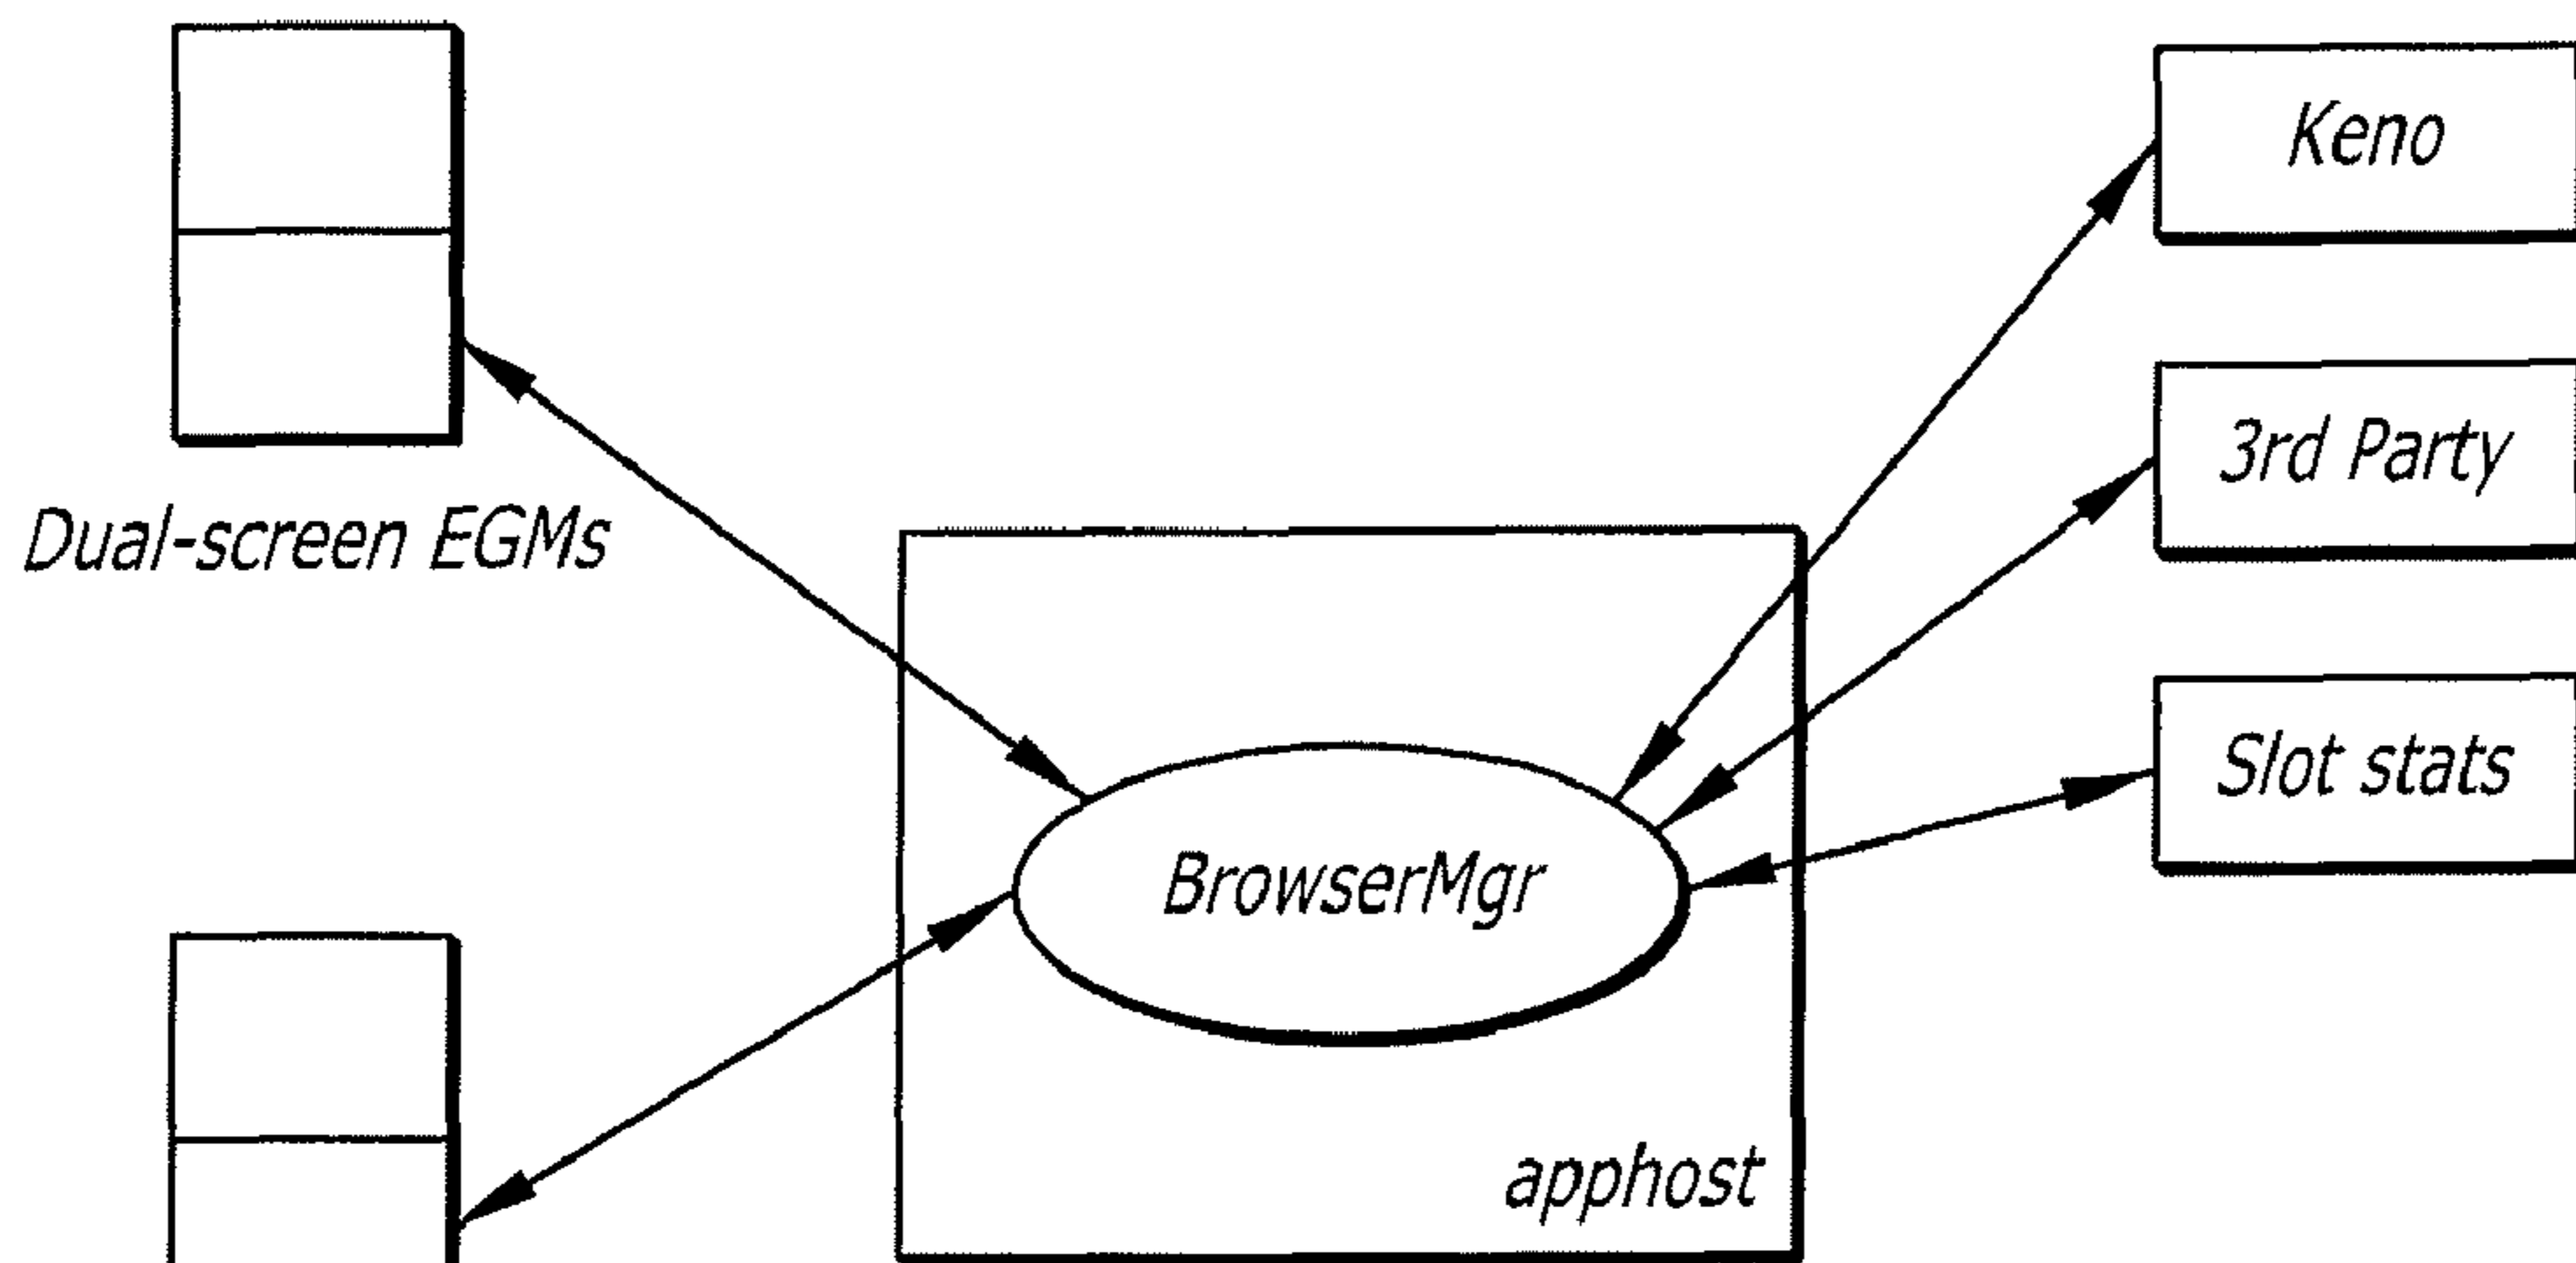 Keno
3rd Party
Dual-screen EGMs
Slot stats
BrowserMgr
apphost